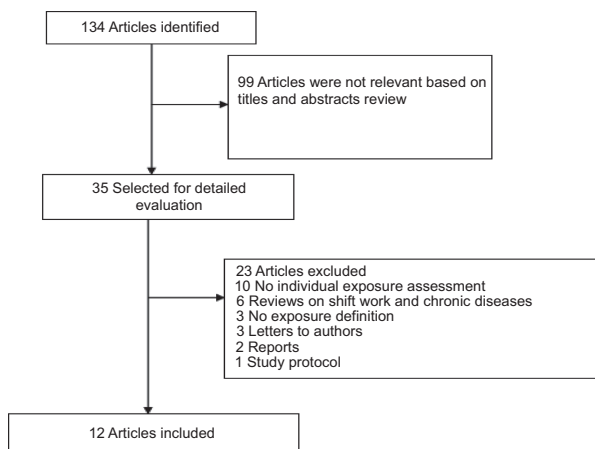 134 Articles identified
99 Articles were not relevant based on
titles and abstracts review
35 Selected for detailed
evaluation
23 Articles excluded
10 No individual exposure assessment
6 Reviews on shift work and chronic diseases
3 No exposure definition
3 Letters to authors
2 Reports
1 Study protocol
12 Articles included